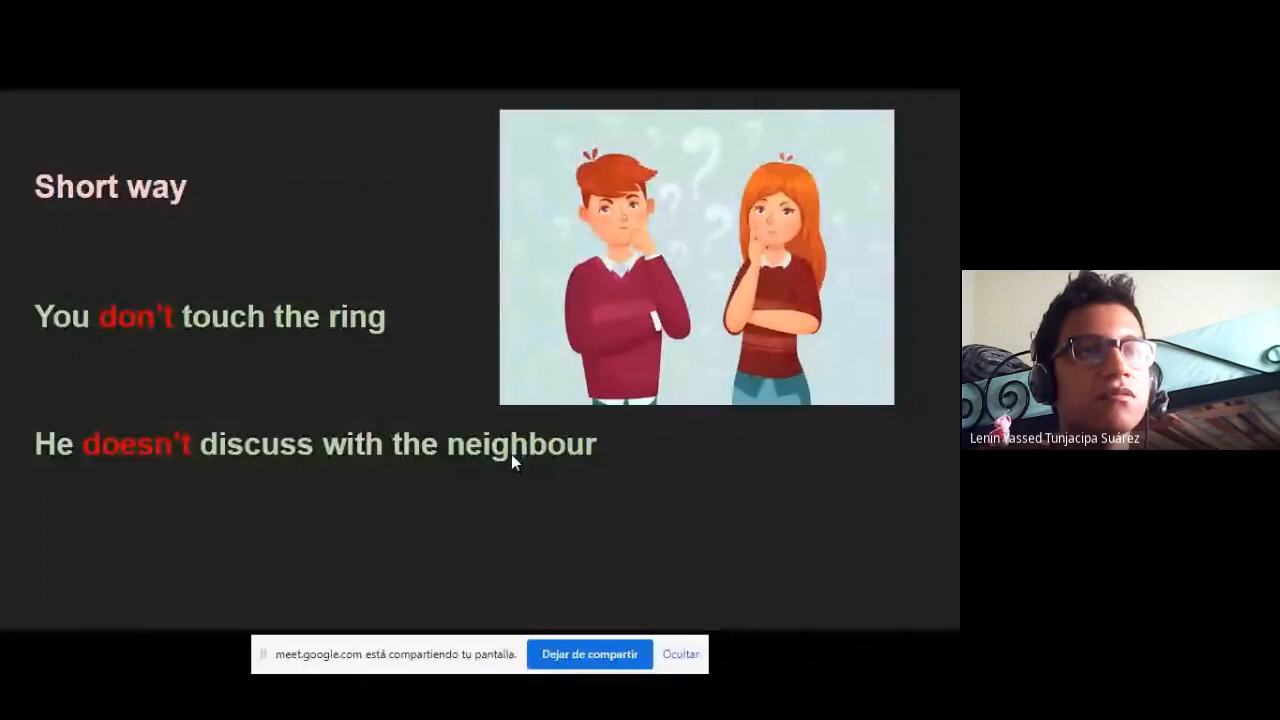 Short way
You don't touch the ring
He doesn't discuss with the neighbour
Lenin Yassed Tunjacipa Suárez
meet.google.com está compartiendo tu pantalla.
Dejar de compartir
Ocultar